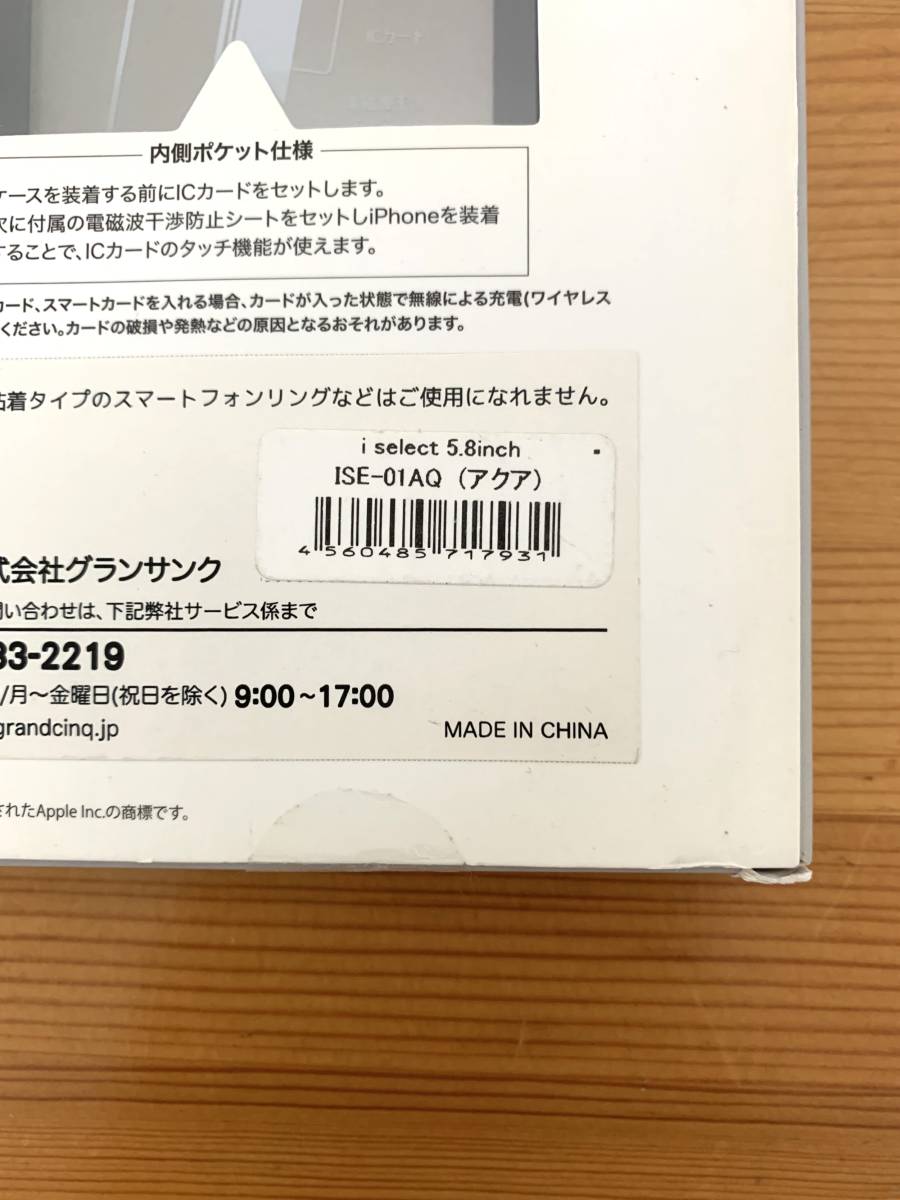 ICカード
内側ポケット仕様
ケースを装着する前にICカードをセットします。
次に付属の電磁波干渉防止シートをセットしiPhoneを装着
することで、ICカードのタッチ機能が使えます。
カード、スマートカードを入れる場合、カードが入った状態で無線による充電(ワイヤレス
ください。カードの破損や発熱などの原因となるおそれがあります。
粘着タイプのスマートフォンリングなどはご使用になれません。
i select 5.8inch
ISE-01AQ (アクア)
4560485717931
式会社グランサンク
問い合わせは、下記弊社サービス係まで
33-2219
/月〜金曜日(祝日を除く) 9:00〜17:00
grandcinq.jp
MADE IN CHINA
されたApple Inc.の商標です。